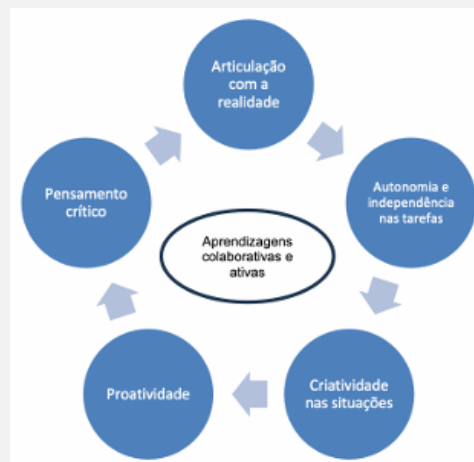 Articulação
com a
realidade
Autonomia e
independência
nas tarefas
Criatividade
nas situações
Proatividade
Pensamento
crítico
Aprendizagens
colaborativas e
ativas